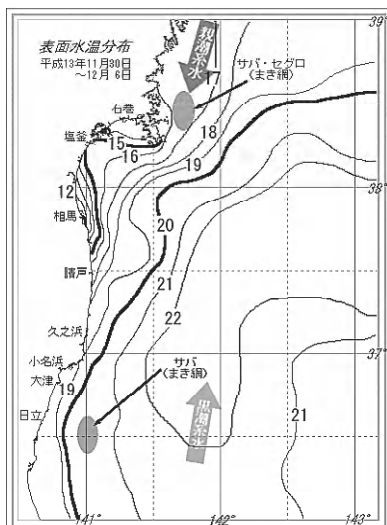 表面水温分布
平成13年11月30日
～12月 6日
親潮系水
17
サバ・セグロ
(まき網)
39°
石巻
塩釜
15
16
18
19
12
38°
相馬
20
請戸
21
22
久之浜
小名浜
大津
サバ
(まき網)
37°
19
日立
黒潮系水
21
141°
142°
143°